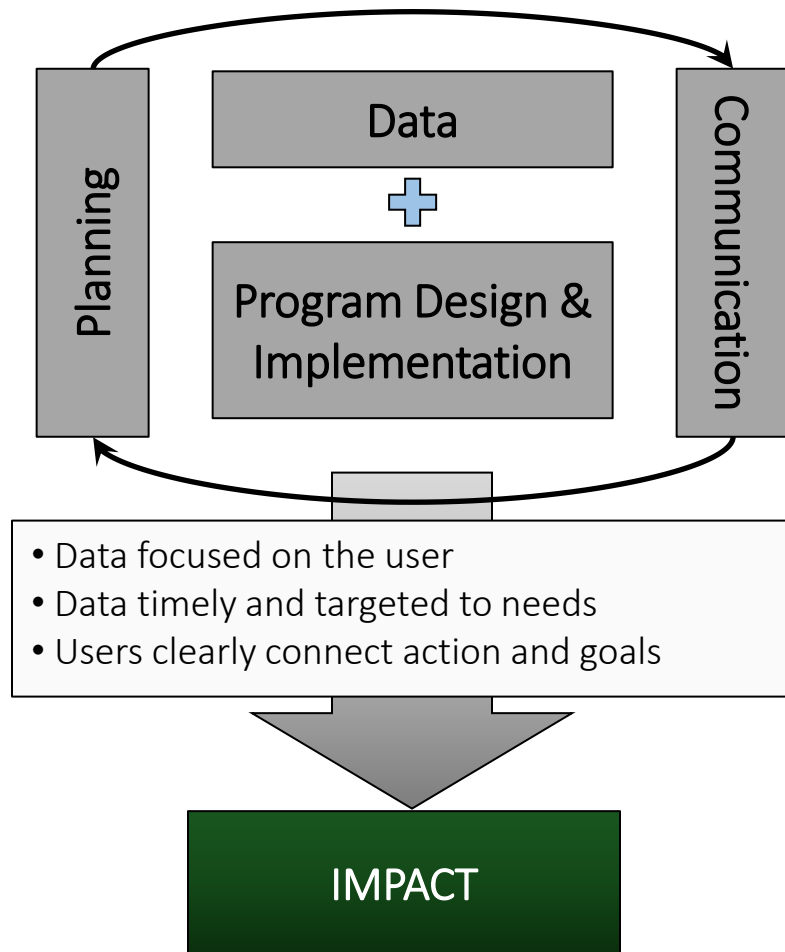 Planning
Data
Program Design &
Implementation
Communication
• Data focused on the user
• Data timely and targeted to needs
• Users clearly connect action and goals
IMPACT